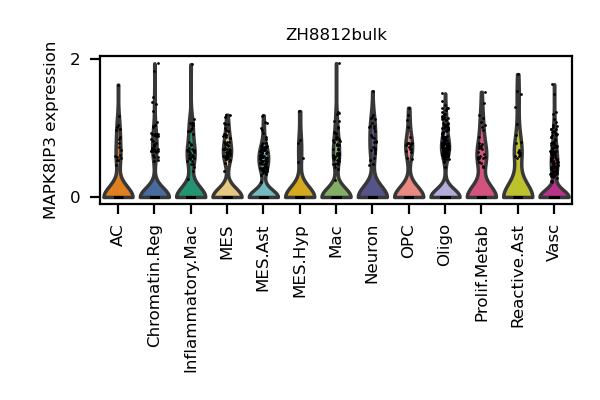 ZH8812bulk
MAPK8IP3 expression
2
0
AC
Chromatin.Reg
Inflammatory.Mac
MES
MES.Ast
MES.Hyp
Mac
Neuron
OPC
Oligo
Prolif.Metab
Reactive.Ast
Vasc